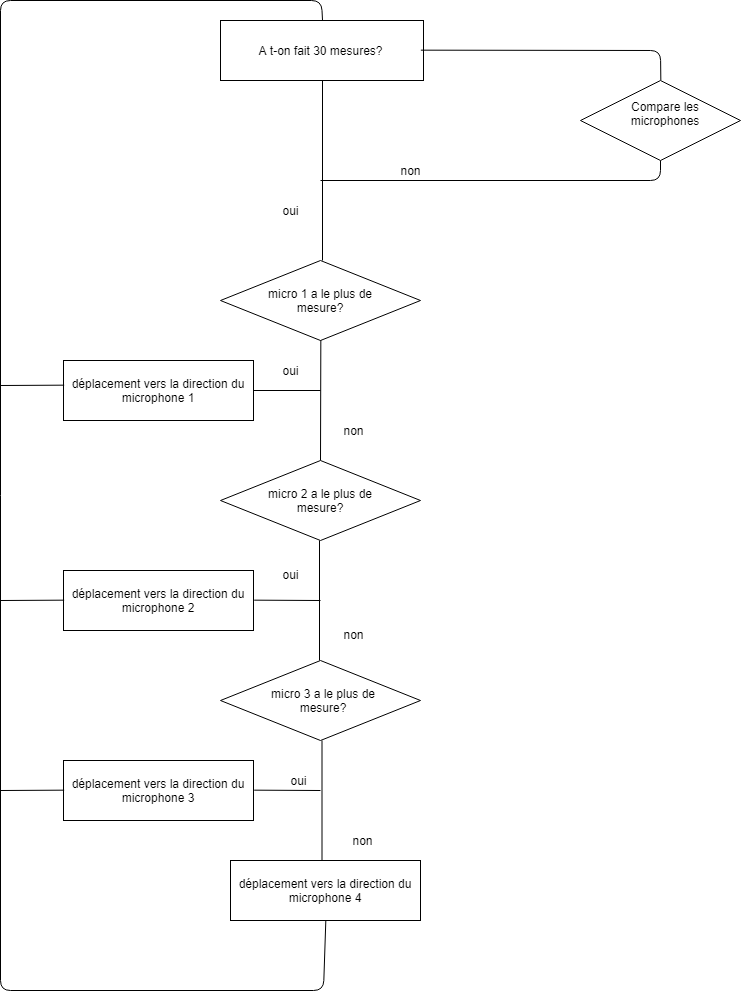 A t-on fait 30 mesures?
Compare les
microphones
non
oui
micro 1 a le plus de
mesure?
oui
déplacement vers la direction du
microphone 1
non
micro 2 a le plus de
mesure?
oui
déplacement vers la direction du
microphone 2
non
micro 3 a le plus de
mesure?
oui
déplacement vers la direction du
microphone 3
non
déplacement vers la direction du
microphone 4